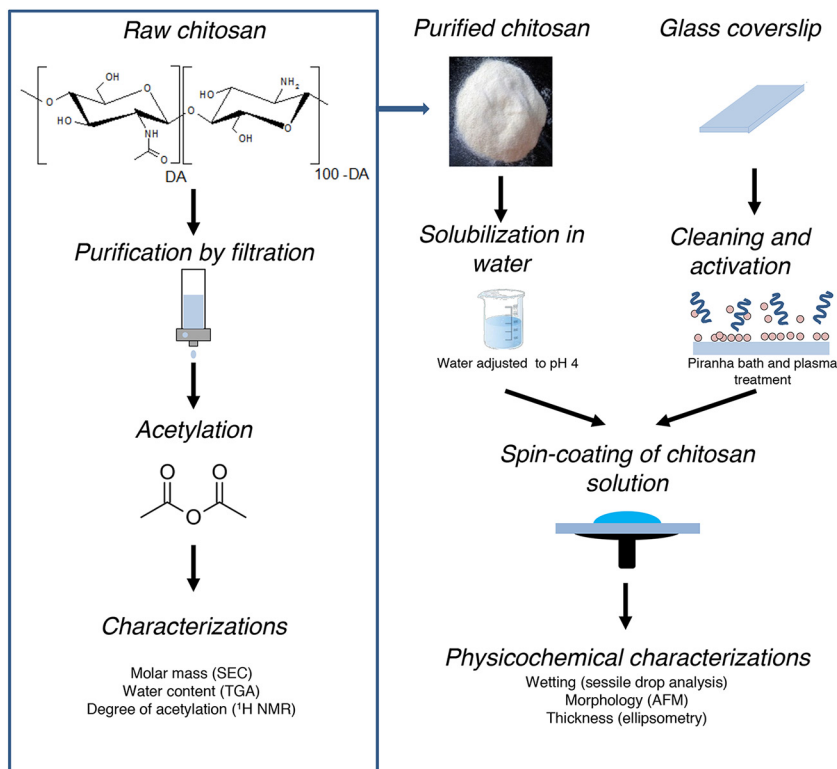 Raw chitosan
OH
O
O
HO
NH
O
DA
NH2
HO
O
O
OH
100 -DA
Purification by filtration
Acetylation
O
O
O
Characterizations
Molar mass (SEC)
Water content (TGA)
Degree of acetylation (¹H NMR)
Purified chitosan
Solubilization in
water
Water adjusted to pH 4
Glass coverslip
Cleaning and
activation
Piranha bath and plasma
treatment
Spin-coating of chitosan
solution
Physicochemical characterizations
Wetting (sessile drop analysis)
Morphology (AFM)
Thickness (ellipsometry)